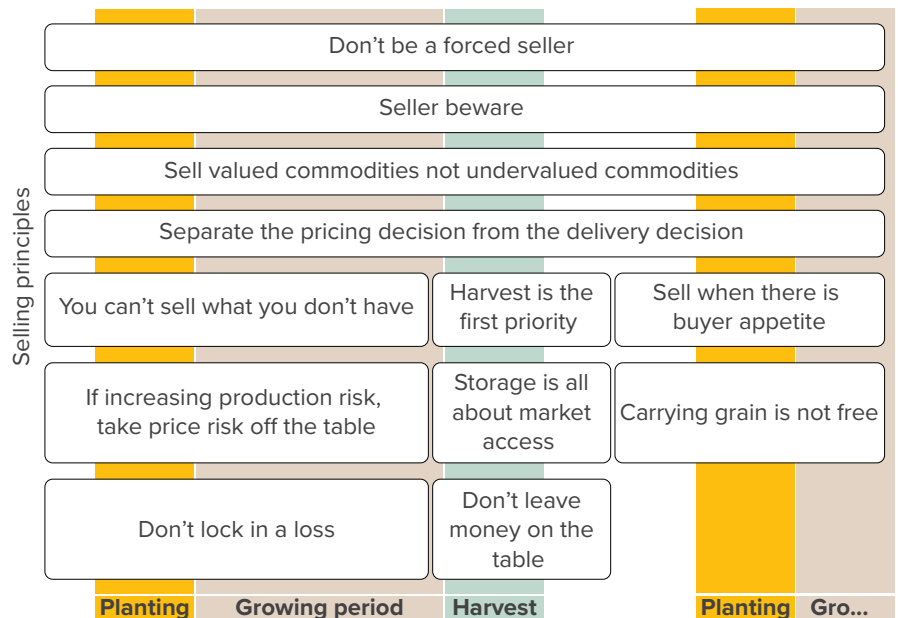 Don’t be a forced seller
Seller beware
Sell valued commodities not undervalued commodities
Separate the pricing decision from the delivery decision
Selling principles
You can’t sell what you don’t have
Harvest is the
first priority
Sell when there is
buyer appetite
If increasing production risk,
take price risk off the table
Storage is all
about market
access
Carrying grain is not free
Don’t lock in a loss
Don’t leave
money on the
table
Planting
Growing period
Harvest
Planting
Gro...